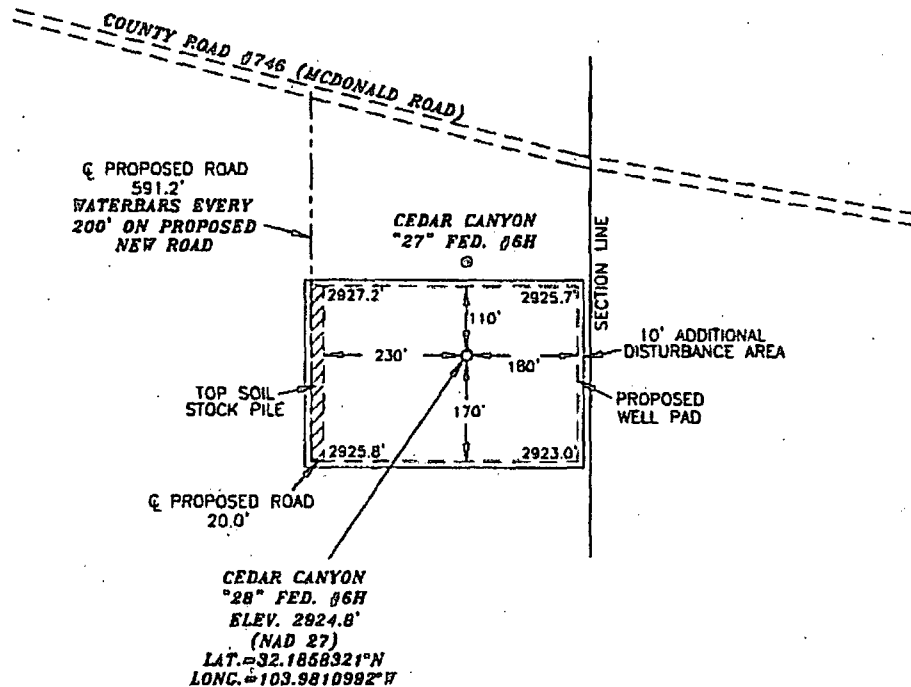 COUNTY ROAD #746 (MCDONALD ROAD)
℄ PROPOSED ROAD
591.2'
WATERBARS EVERY
200' ON PROPOSED
NEW ROAD
CEDAR CANYON
"27" FED. #6H
SECTION LINE
2927.2'
2925.7'
110'
230'
180'
170'
10' ADDITIONAL
DISTURBANCE AREA
TOP SOIL
STOCK PILE
PROPOSED
WELL PAD
2925.8'
2923.0'
℄ PROPOSED ROAD
20.0'
CEDAR CANYON
"28" FED. #6H
ELEV. 2924.8'
(NAD 27)
LAT.=32.1858321°N
LONG.=103.9810992°W